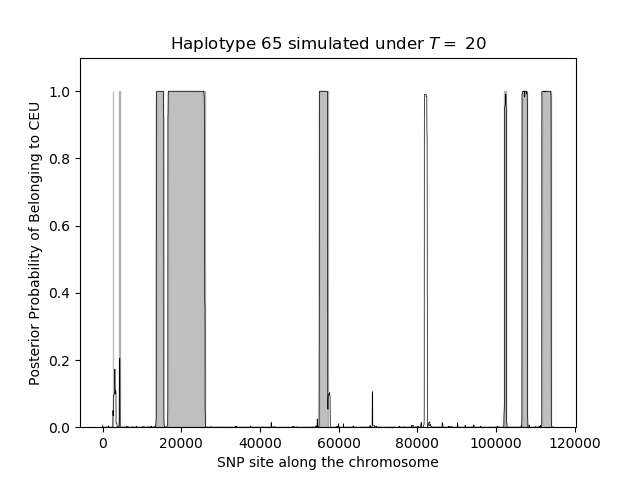 Haplotype 65 simulated under T = 20
Posterior Probability of Belonging to CEU
1.0
0.8
0.6
0.4
0.2
0.0
0 20000 40000 60000 80000 100000 120000
SNP site along the chromosome